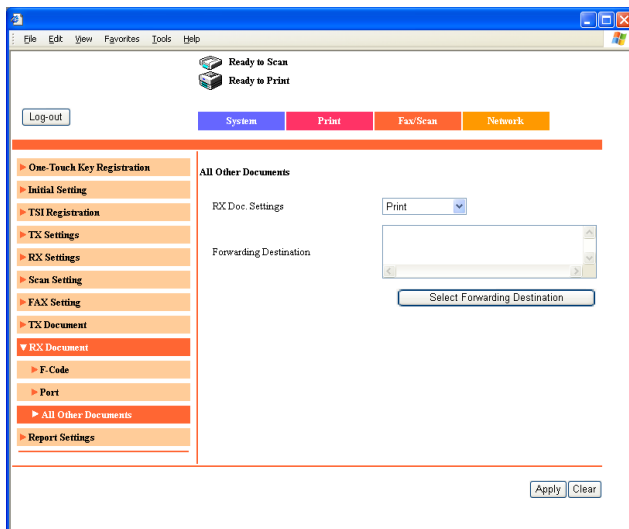 File Edit View Favorites Tools Help
Ready to Scan
Ready to Print
Log-out
System Print Fax/Scan Network
One-Touch Key Registration
Initial Setting
TSI Registration
TX Settings
RX Settings
Scan Setting
FAX Setting
TX Document
RX Document
F-Code
Port
All Other Documents
Report Settings
All Other Documents
RX Doc. Settings Print
Forwarding Destination
Select Forwarding Destination
Apply Clear